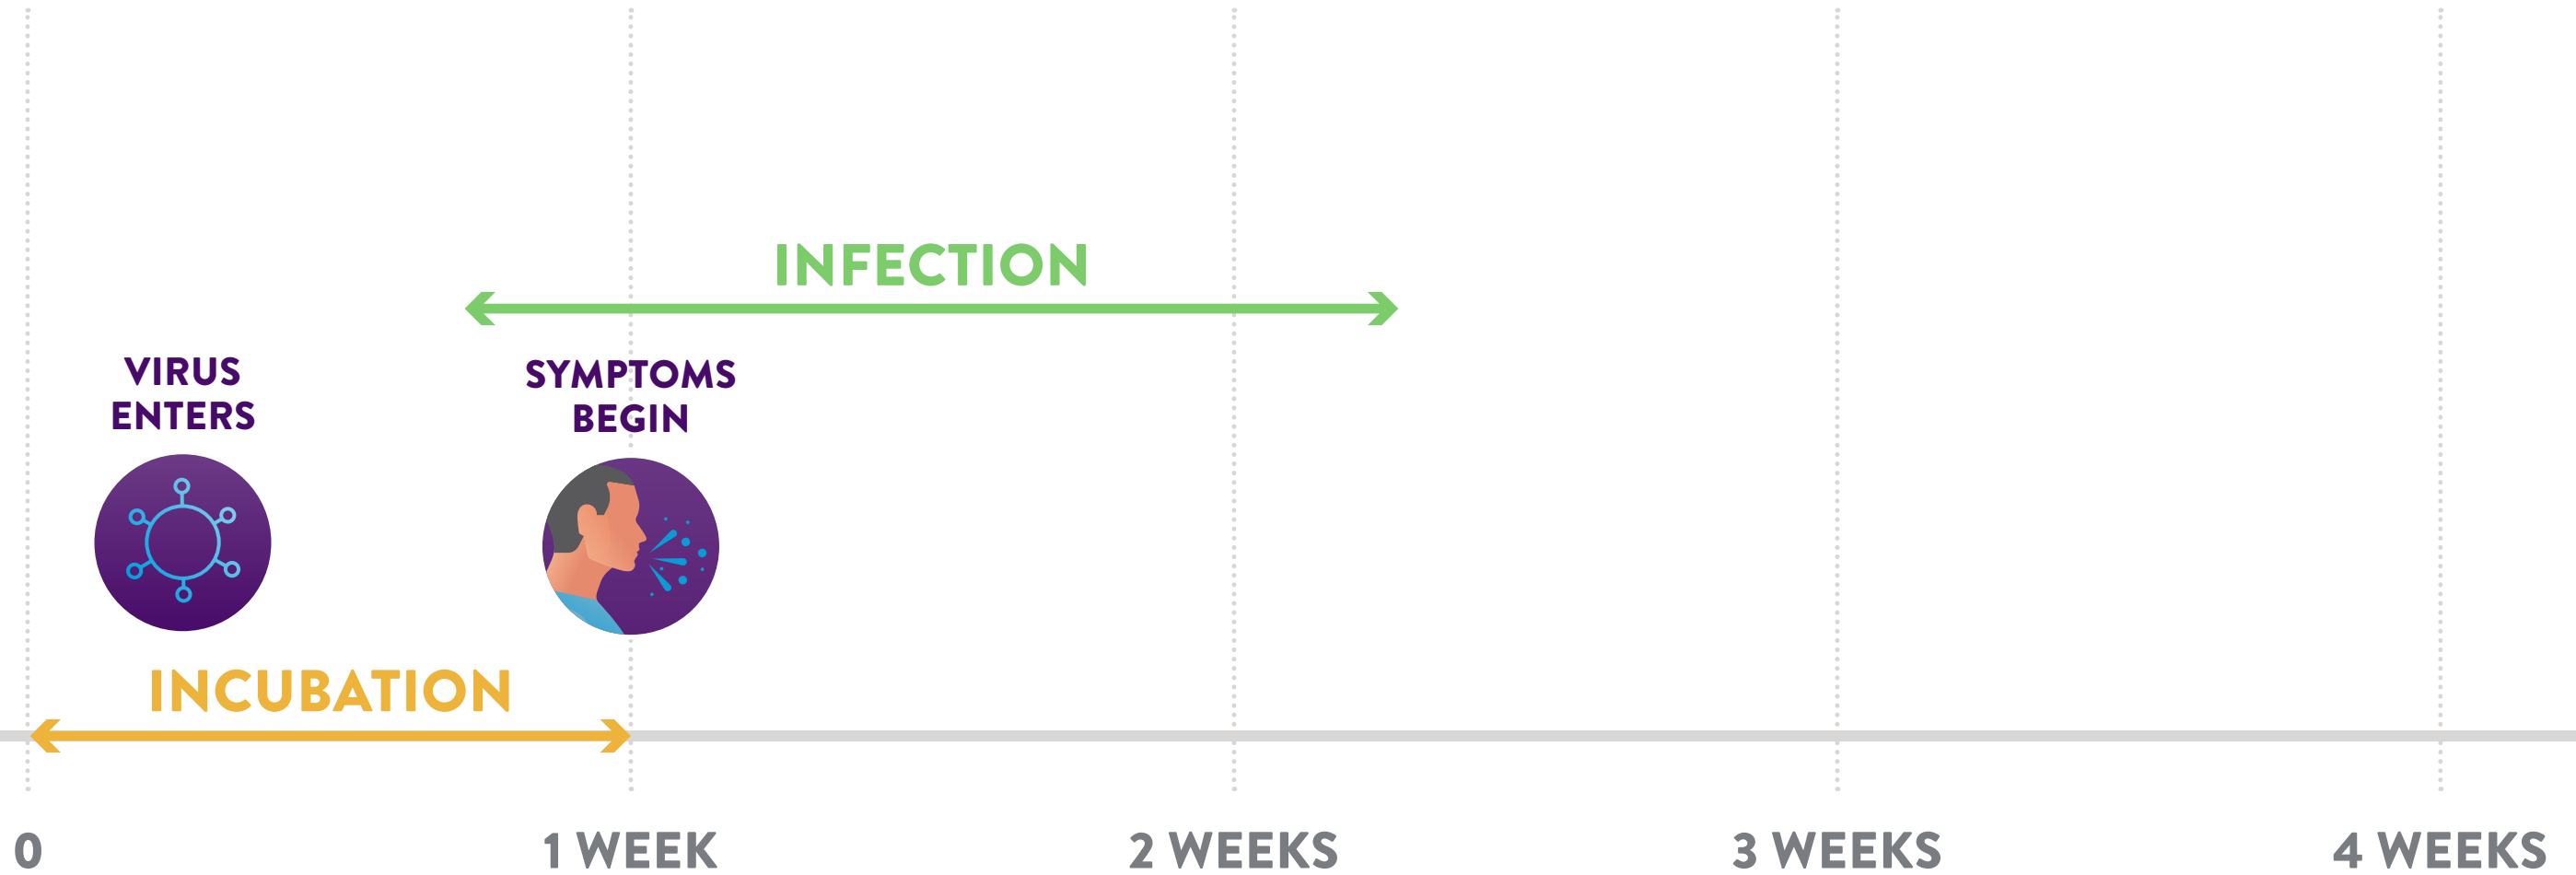 INFECTION
VIRUS
ENTERS
SYMPTOMS
BEGIN
INCUBATION
0
1 WEEK
2 WEEKS
3 WEEKS
4 WEEKS